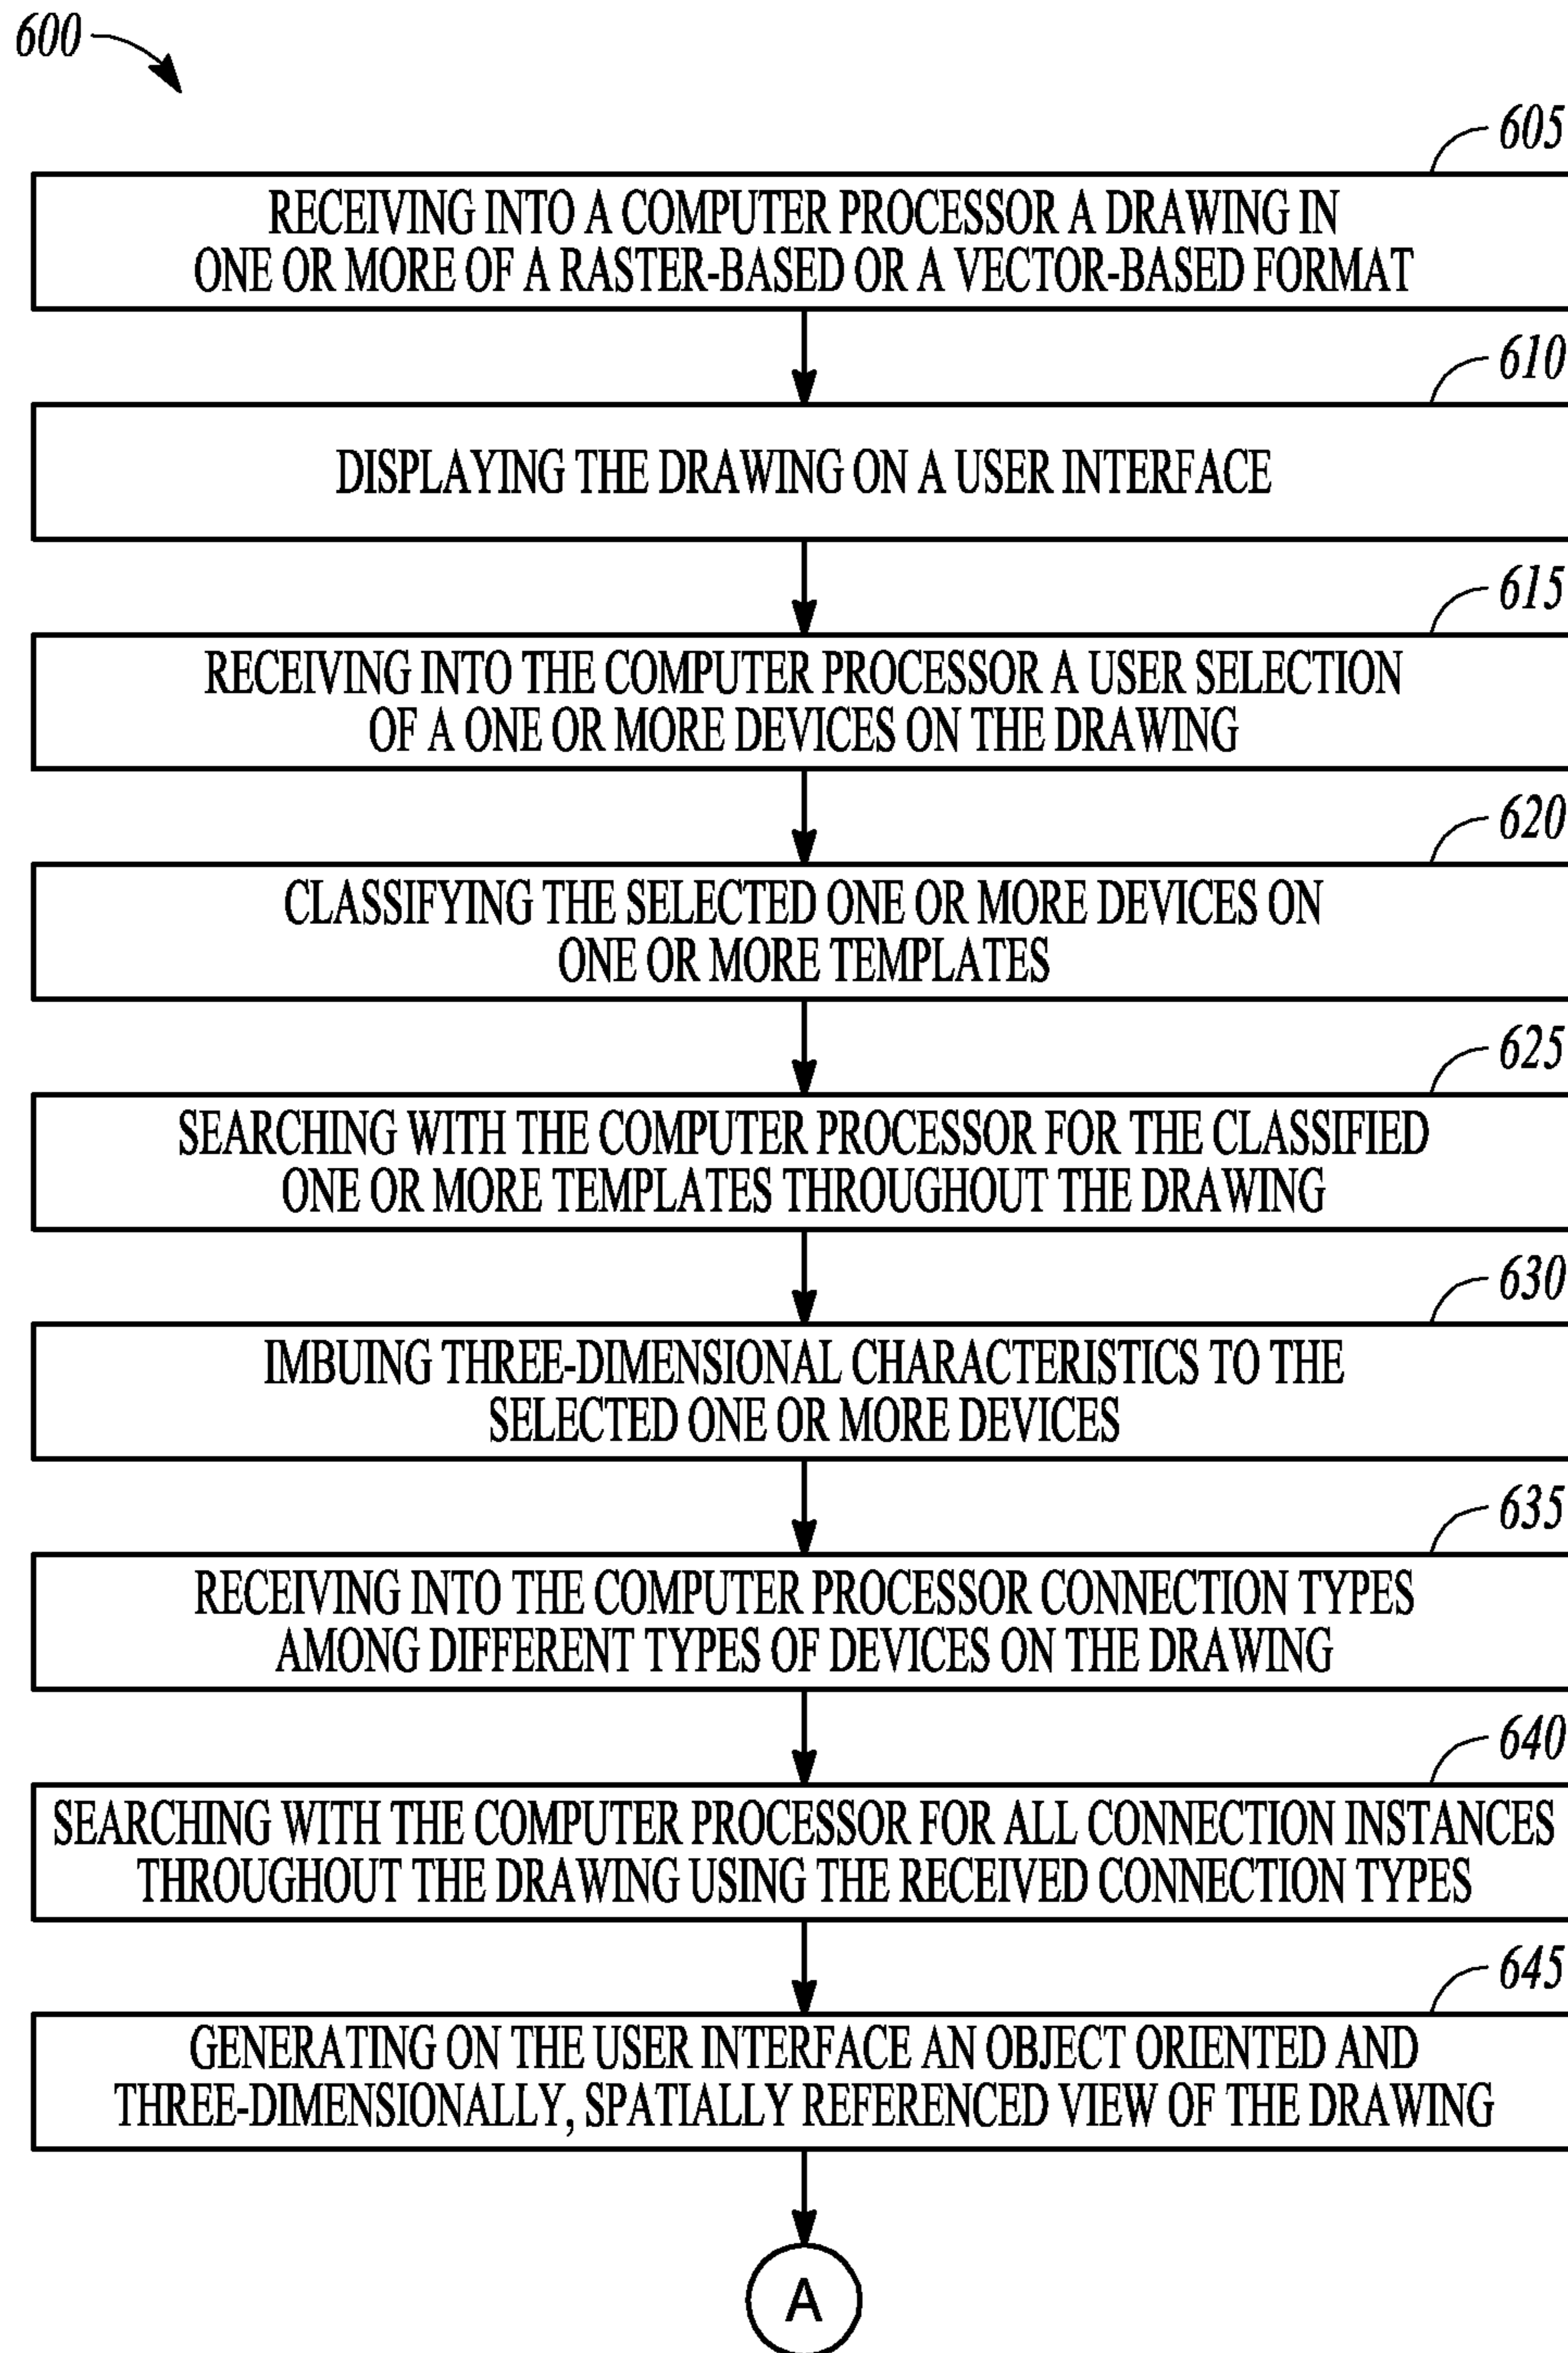 600
605
RECEIVING INTO A COMPUTER PROCESSOR A DRAWING IN
ONE OR MORE OF A RASTER-BASED OR A VECTOR-BASED FORMAT
610
DISPLAYING THE DRAWING ON A USER INTERFACE
615
RECEIVING INTO THE COMPUTER PROCESSOR A USER SELECTION
OF A ONE OR MORE DEVICES ON THE DRAWING
620
CLASSIFYING THE SELECTED ONE OR MORE DEVICES ON
ONE OR MORE TEMPLATES
625
SEARCHING WITH THE COMPUTER PROCESSOR FOR THE CLASSIFIED
ONE OR MORE TEMPLATES THROUGHOUT THE DRAWING
630
IMBUING THREE-DIMENSIONAL CHARACTERISTICS TO THE
SELECTED ONE OR MORE DEVICES
635
RECEIVING INTO THE COMPUTER PROCESSOR CONNECTION TYPES
AMONG DIFFERENT TYPES OF DEVICES ON THE DRAWING
640
SEARCHING WITH THE COMPUTER PROCESSOR FOR ALL CONNECTION INSTANCES
THROUGHOUT THE DRAWING USING THE RECEIVED CONNECTION TYPES
645
GENERATING ON THE USER INTERFACE AN OBJECT ORIENTED AND
THREE-DIMENSIONALLY, SPATIALLY REFERENCED VIEW OF THE DRAWING
A